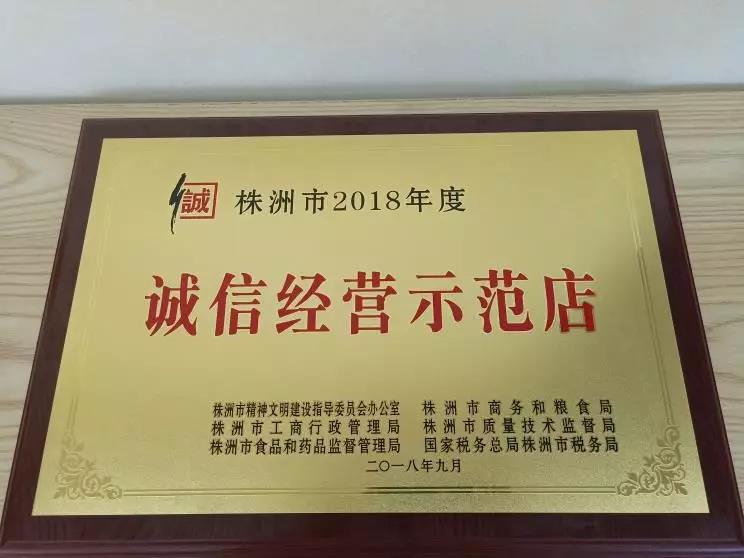 誠
株洲市2018年度
诚信经营示范店
株洲市精神文明建设指导委员会办公室 株洲市商务和粮食局
株洲市工商行政管理局 株洲市质量技术监督局
株洲市食品和药品监督管理局 国家税务总局株洲市税务局
二〇一八年九月